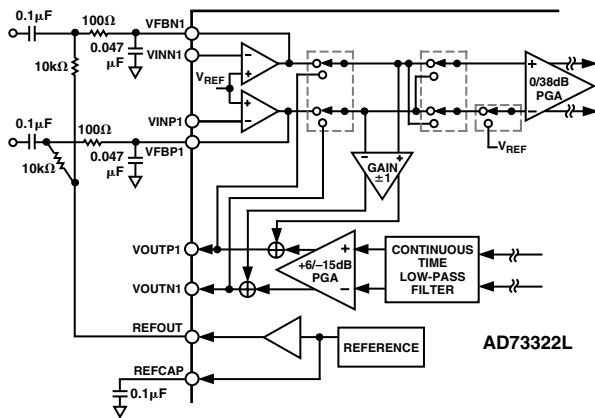 0.1μF
100Ω
VFBN1
0.047
μF
VINN1
10kΩ
VREF
0/38dB
PGA
0.1μF
100Ω
VINP1
VFBP1
10kΩ
0.047
μF
VREF
GAIN
±1
VOUTP1
+6/–15dB
PGA
CONTINUOUS
TIME
LOW-PASS
FILTER
VOUTN1
REFOUT
REFERENCE
AD73322L
REFCAP
0.1μF